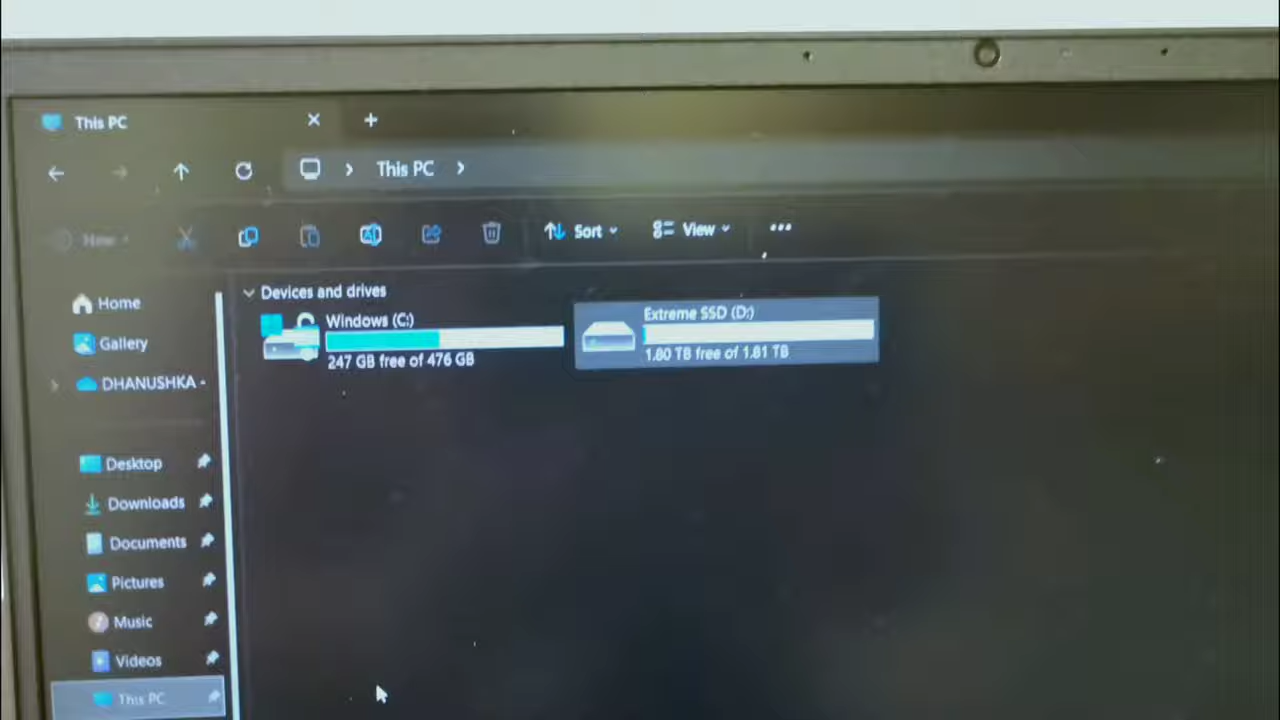 This PC
This PC
New
Sort
View
Home
Gallery
DHANUSHKA -
Desktop
Downloads
Documents
Pictures
Music
Videos
This PC
Devices and drives
Windows (C:)
247 GB free of 476 GB
Extreme SSD (D:)
1.80 TB free of 1.81 TB